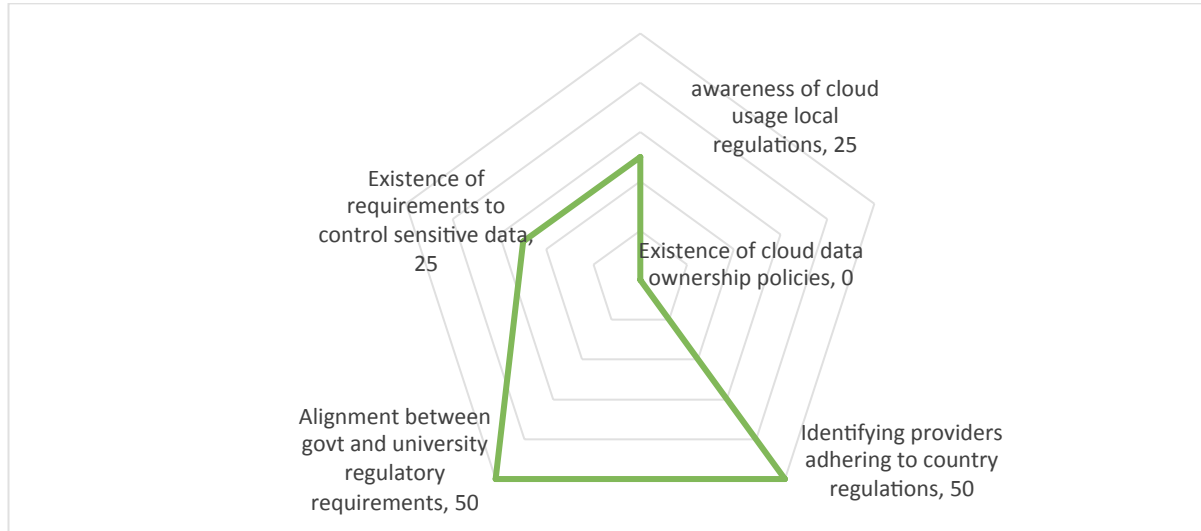 awareness of cloud
usage local
regulations, 25
Existence of
requirements to
control sensitive data,
25
Existence of cloud data
ownership policies, 0
Alignment between
govt and university
regulatory
requirements, 50
Identifying providers
adhering to country
regulations, 50